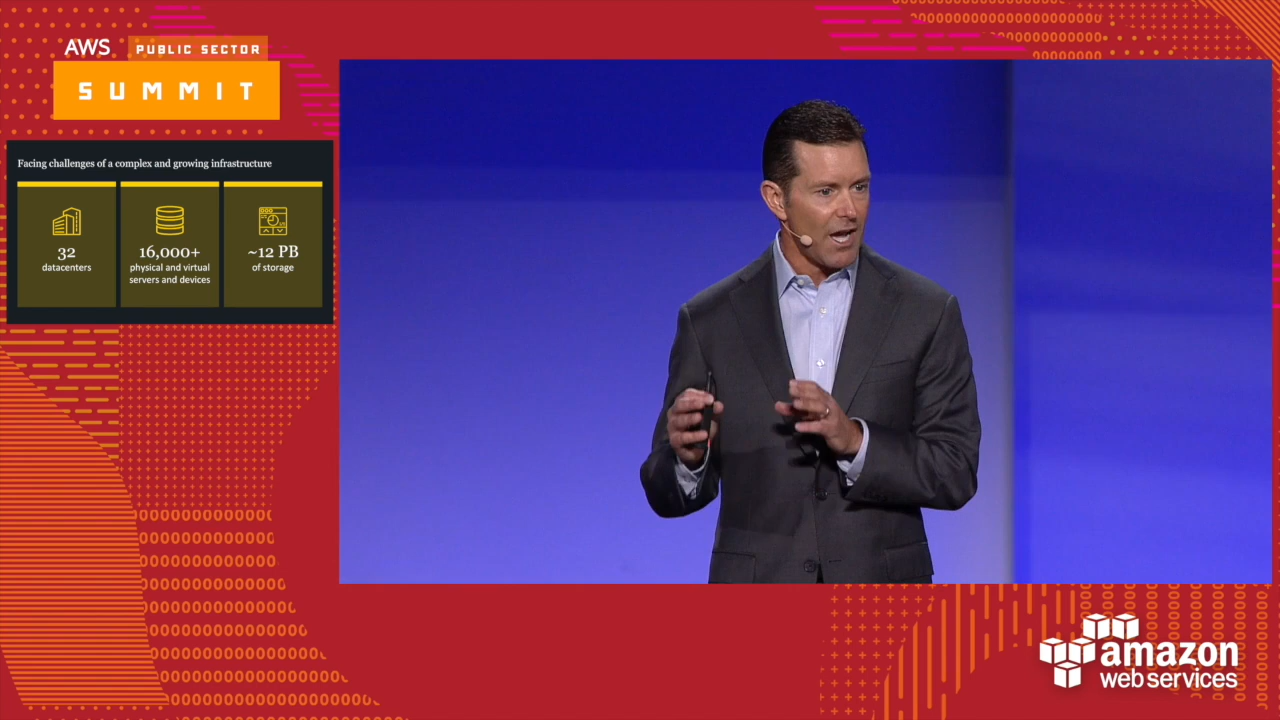 AWS PUBLIC SECTOR
SUMMIT
Facing challenges of a complex and growing infrastructure
32
datacenters
16,000+
physical and virtual
servers and devices
~12 PB
of storage
amazon
web services